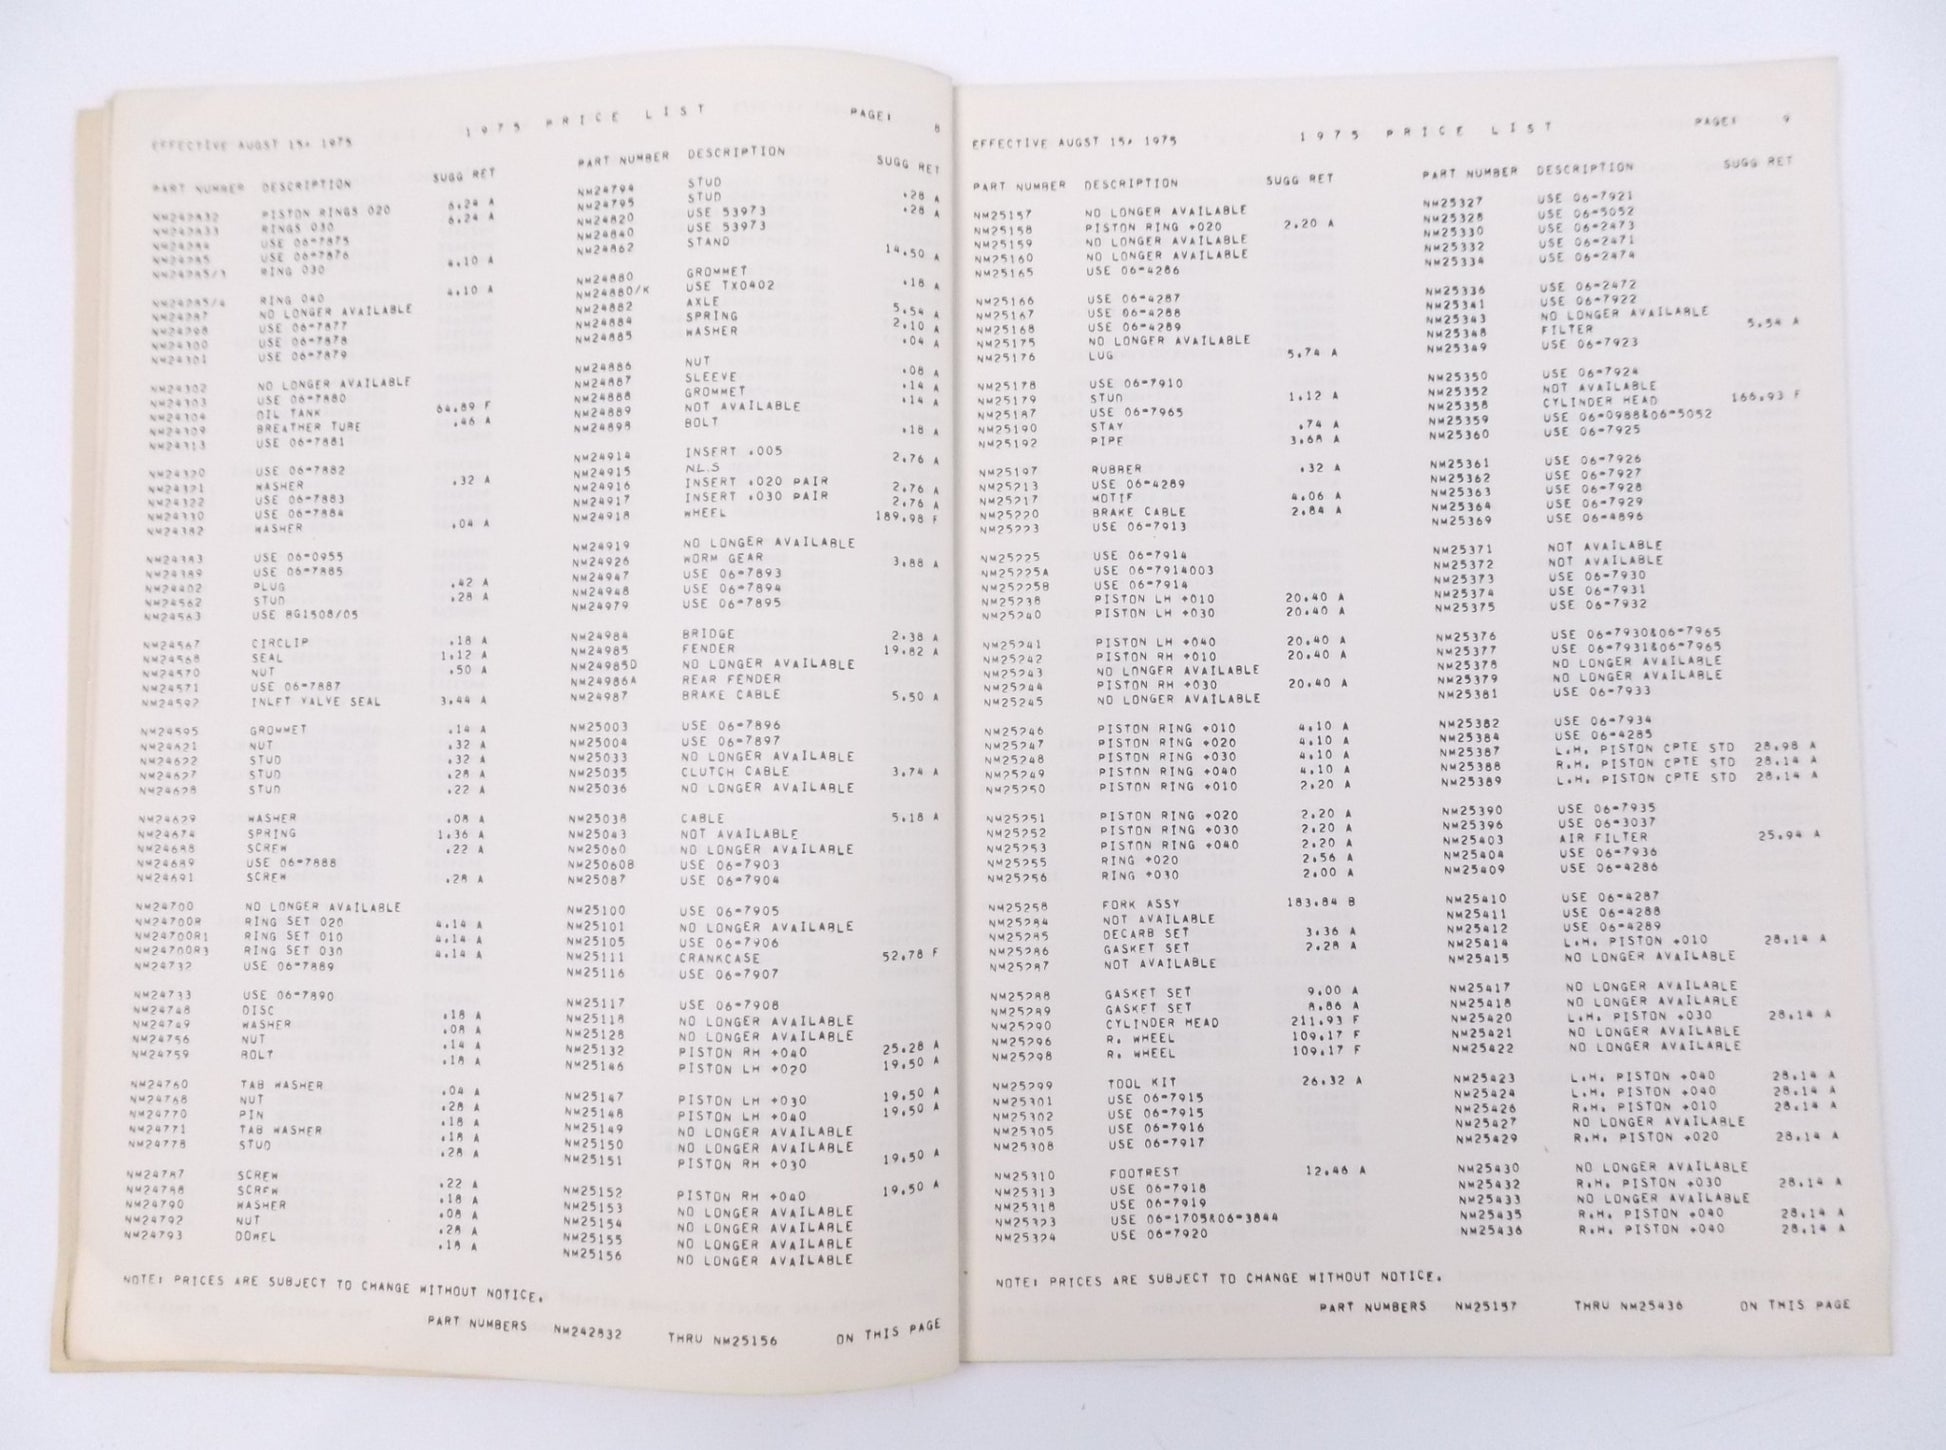 1975 PRICE LIST PAGE: 8
EFFECTIVE AUGST 15, 1975
PART NUMBER DESCRIPTION SUGG RET
PISTON RINGS 020 6.24 A
RINGS 030 6.24 A
USE 06-7875
USE 06-7876
NM24285/3 RING 030 4.10 A
NM24285/4 RING 040 4.10 A
NM24287 NO LONGER AVAILABLE
NM24298 USE 06-7877
NM24300 USE 06-7878
NM24301 USE 06-7879
NM24302 NO LONGER AVAILABLE
NM24303 USE 06-7880
NM24304 OIL TANK 64.89 F
NM24309 BREATHER TUBE .46 A
NM24313 USE 06-7881
NM24320 USE 06-7882
NM24321 WASHER .32 A
NM24322 USE 06-7883
NM24330 USE 06-7884
NM24382 WASHER .04 A
NM24383 USE 06-0955
NM24389 USE 06-7885
NM24402 PLUG .42 A
NM24562 STUD .28 A
NM24563 USE BG1508/05
NM24567 CIRCLIP .18 A
NM24568 SEAL 1.12 A
NM24570 NUT .50 A
NM24571 USE 06-7887
NM24592 INLET VALVE SEAL 3.44 A
NM24595 GROMMET .14 A
NM24621 NUT .32 A
NM24622 STUD .32 A
NM24627 STUD .28 A
NM24628 STUD .22 A
NM24629 WASHER .08 A
NM24674 SPRING 1.36 A
NM24688 SCREW .22 A
NM24689 USE 06-7888
NM24691 SCREW .28 A
NM24700 NO LONGER AVAILABLE
NM24700R RING SET 020 4.14 A
NM24700R1 RING SET 010 4.14 A
NM24700R3 RING SET 030 4.14 A
NM24732 USE 06-7889
NM24733 USE 06-7890
NM24748 DISC .18 A
NM24749 WASHER .08 A
NM24756 NUT .14 A
NM24759 BOLT .18 A
NM24760 TAB WASHER .04 A
NM24768 NUT .28 A
NM24770 PIN .18 A
NM24771 TAB WASHER .18 A
NM24778 STUD .28 A
NM24787 SCREW .22 A
NM24788 SCREW .18 A
NM24790 WASHER .08 A
NM24792 NUT .28 A
NM24793 DOWEL .18 A
PART NUMBER DESCRIPTION SUGG RET
NM24794 STUD .28 A
NM24795 STUD .28 A
NM24820 USE 53973
NM24840 USE 53973
NM24862 STAND 14.50 A
NM24880 GROMMET .18 A
NM24880/K USE TX0402
NM24882 AXLE 5.54 A
NM24884 SPRING 2.10 A
NM24885 WASHER .04 A
NM24886 NUT .08 A
NM24887 SLEEVE .14 A
NM24888 GROMMET .14 A
NM24889 NOT AVAILABLE
NM24898 BOLT .18 A
NM24914 INSERT .005 2.76 A
NM24915 N.L.S
NM24916 INSERT .020 PAIR 2.76 A
NM24917 INSERT .030 PAIR 2.76 A
NM24918 WHEEL 189.98 F
NM24919 NO LONGER AVAILABLE
NM24926 WORM GEAR 3.88 A
NM24947 USE 06-7893
NM24948 USE 06-7894
NM24979 USE 06-7895
NM24984 BRIDGE 2.38 A
NM24985 FENDER 19.82 A
NM24985D NO LONGER AVAILABLE
NM24986A REAR FENDER
NM24987 BRAKE CABLE 5.50 A
NM25003 USE 06-7896
NM25004 USE 06-7897
NM25033 NO LONGER AVAILABLE
NM25035 CLUTCH CABLE 3.74 A
NM25036 NO LONGER AVAILABLE
NM25038 CABLE 5.18 A
NM25043 NOT AVAILABLE
NM25060 NO LONGER AVAILABLE
NM25060B USE 06-7903
NM25087 USE 06-7904
NM25100 USE 06-7905
NM25101 NO LONGER AVAILABLE
NM25105 USE 06-7906
NM25111 CRANKCASE 52.78 F
NM25116 USE 06-7907
NM25117 USE 06-7908
NM25118 NO LONGER AVAILABLE
NM25128 NO LONGER AVAILABLE
NM25132 PISTON RH +040 25.28 A
NM25146 PISTON LH +020 19.50 A
NM25147 PISTON LH +030 19.50 A
NM25148 PISTON LH +040 19.50 A
NM25149 NO LONGER AVAILABLE
NM25150 NO LONGER AVAILABLE
NM25151 PISTON RH +030 19.50 A
NM25152 PISTON RH +040 19.50 A
NM25153 NO LONGER AVAILABLE
NM25154 NO LONGER AVAILABLE
NM25155 NO LONGER AVAILABLE
NM25156 NO LONGER AVAILABLE
NOTE: PRICES ARE SUBJECT TO CHANGE WITHOUT NOTICE.
PART NUMBERS NM242832 THRU NM25156 ON THIS PAGE
1975 PRICE LIST PAGE: 9
EFFECTIVE AUGST 15, 1975
PART NUMBER DESCRIPTION SUGG RET
NM25157 NO LONGER AVAILABLE
NM25158 PISTON RING +020 2.20 A
NM25159 NO LONGER AVAILABLE
NM25160 NO LONGER AVAILABLE
NM25165 USE 06-4286
NM25166 USE 06-4287
NM25167 USE 06-4288
NM25168 USE 06-4289
NM25175 NO LONGER AVAILABLE
NM25176 LUG 5.74 A
NM25178 USE 06-7910
NM25179 STUD 1.12 A
NM25187 USE 06-7965
NM25190 STAY .74 A
NM25192 PIPE 3.68 A
NM25197 RUBBER .32 A
NM25213 USE 06-4289
NM25217 MOTIF 4.06 A
NM25220 BRAKE CABLE 2.84 A
NM25223 USE 06-7913
NM25225 USE 06-7914
NM25225A USE 06-7914003
NM25225B USE 06-7914
NM25238 PISTON LH +010 20.40 A
NM25240 PISTON LH +030 20.40 A
NM25241 PISTON LH +040 20.40 A
NM25242 PISTON RH +010 20.40 A
NM25243 NO LONGER AVAILABLE
NM25244 PISTON RH +030 20.40 A
NM25245 NO LONGER AVAILABLE
NM25246 PISTON RING +010 4.10 A
NM25247 PISTON RING +020 4.10 A
NM25248 PISTON RING +030 4.10 A
NM25249 PISTON RING +040 4.10 A
NM25250 PISTON RING +010 2.20 A
NM25251 PISTON RING +020 2.20 A
NM25252 PISTON RING +030 2.20 A
NM25253 PISTON RING +040 2.20 A
NM25255 RING +020 2.56 A
NM25256 RING +030 2.00 A
NM25258 FORK ASSY 183.84 B
NM25284 NOT AVAILABLE
NM25285 DECARB SET 3.36 A
NM25286 GASKET SET 2.28 A
NM25287 NOT AVAILABLE
NM25288 GASKET SET 9.00 A
NM25289 GASKET SET 8.86 A
NM25290 CYLINDER HEAD 211.93 F
NM25296 R. WHEEL 109.17 F
NM25298 R. WHEEL 109.17 F
NM25299 TOOL KIT 26.32 A
NM25301 USE 06-7915
NM25302 USE 06-7915
NM25305 USE 06-7916
NM25308 USE 06-7917
NM25310 FOOTREST 12.46 A
NM25313 USE 06-7918
NM25318 USE 06-7919
NM25323 USE 06-1705&06-3844
NM25324 USE 06-7920
PART NUMBER DESCRIPTION SUGG RET
NM25327 USE 06-7921
NM25328 USE 06-5052
NM25330 USE 06-2473
NM25332 USE 06-2471
NM25334 USE 06-2474
NM25336 USE 06-2472
NM25341 USE 06-7922
NM25343 NO LONGER AVAILABLE
NM25348 FILTER 5.54 A
NM25349 USE 06-7923
NM25350 USE 06-7924
NM25352 NOT AVAILABLE
NM25358 CYLINDER HEAD 166.93 F
NM25359 USE 06-0988&06-5052
NM25360 USE 06-7925
NM25361 USE 06-7926
NM25362 USE 06-7927
NM25363 USE 06-7928
NM25364 USE 06-7929
NM25369 USE 06-4896
NM25371 NOT AVAILABLE
NM25372 NOT AVAILABLE
NM25373 USE 06-7930
NM25374 USE 06-7931
NM25375 USE 06-7932
NM25376 USE 06-7930&06-7965
NM25377 USE 06-7931&06-7965
NM25378 NO LONGER AVAILABLE
NM25379 NO LONGER AVAILABLE
NM25381 USE 06-7933
NM25382 USE 06-7934
NM25384 USE 06-4285
NM25387 L.H. PISTON CPTE STD 28.98 A
NM25388 R.H. PISTON CPTE STD 28.14 A
NM25389 L.H. PISTON CPTE STD 28.14 A
NM25390 USE 06-7935
NM25396 USE 06-3037
NM25403 AIR FILTER 25.94 A
NM25404 USE 06-7936
NM25409 USE 06-4286
NM25410 USE 06-4287
NM25411 USE 06-4288
NM25412 USE 06-4289
NM25414 L.H. PISTON +010 28.14 A
NM25415 NO LONGER AVAILABLE
NM25417 NO LONGER AVAILABLE
NM25418 NO LONGER AVAILABLE
NM25420 L.H. PISTON +030 28.14 A
NM25421 NO LONGER AVAILABLE
NM25422 NO LONGER AVAILABLE
NM25423 L.H. PISTON +040 28.14 A
NM25424 L.H. PISTON +040 28.14 A
NM25426 R.H. PISTON +010 28.14 A
NM25427 NO LONGER AVAILABLE
NM25429 R.H. PISTON +020 28.14 A
NM25430 NO LONGER AVAILABLE
NM25432 R.H. PISTON +030 28.14 A
NM25433 NO LONGER AVAILABLE
NM25435 R.H. PISTON +040 28.14 A
NM25436 R.H. PISTON +040 28.14 A
NOTE: PRICES ARE SUBJECT TO CHANGE WITHOUT NOTICE.
PART NUMBERS NM25157 THRU NM25436 ON THIS PAGE